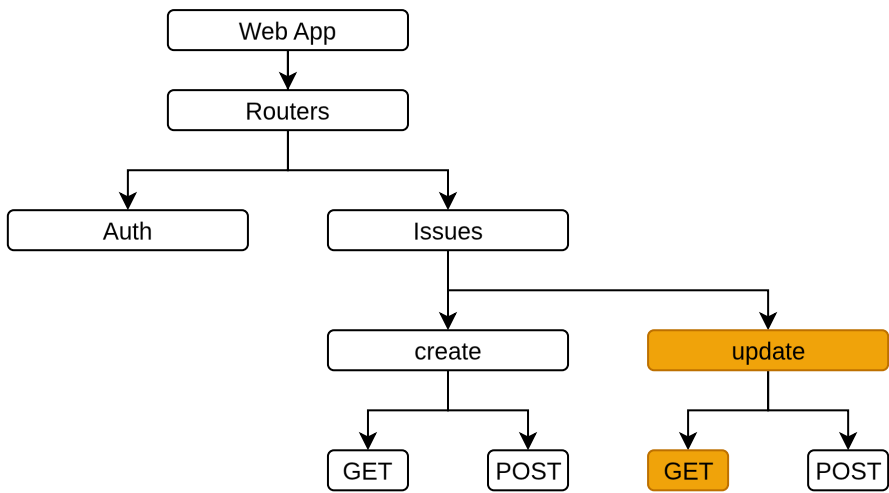 Web App
Routers
Auth
Issues
create
update
GET
POST
GET
POST